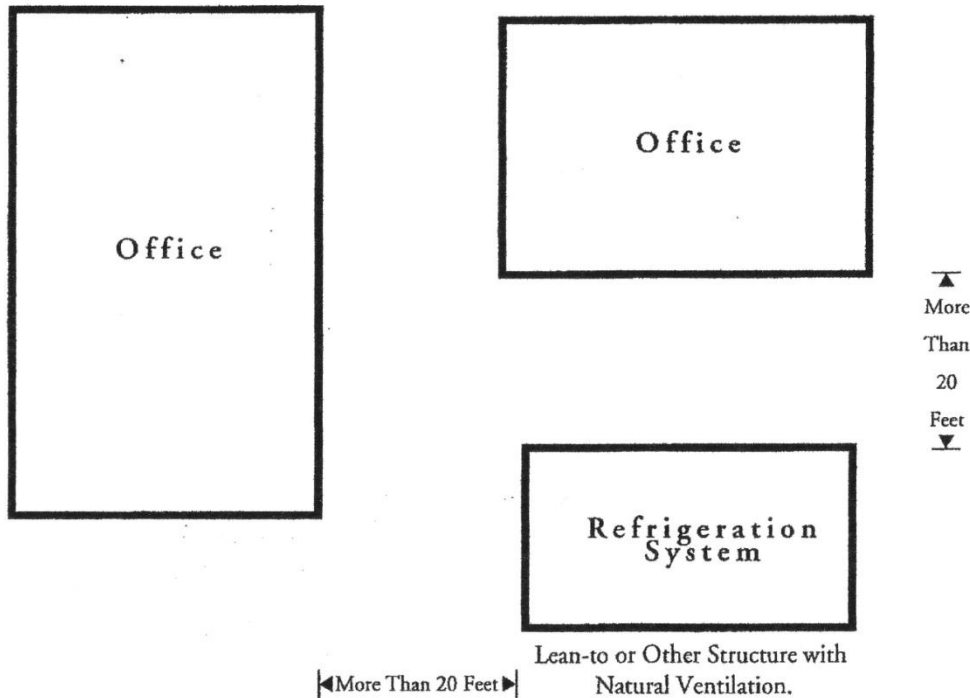 Office
Office
More
Than
20
Feet
Refrigeration
System
Lean-to or Other Structure with
Natural Ventilation.
More Than 20 Feet